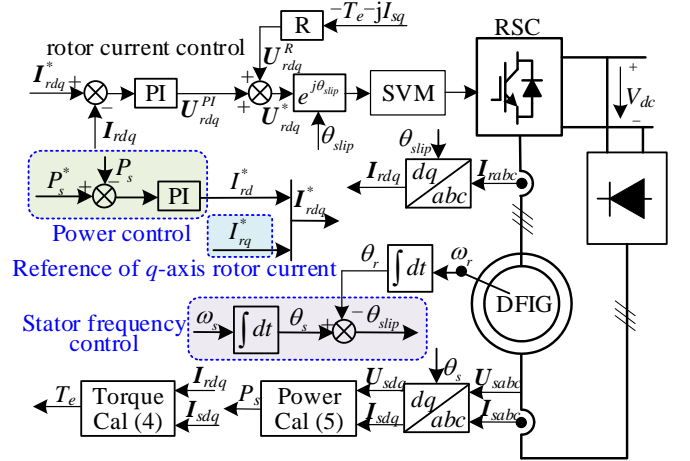 R
−T_e−jI_sq
RSC
rotor current control
U^R_rdq
I*_rdq
+
−
PI
U^PI_rdq
+
+
U*_rdq
e^jθ_slip
SVM
θ_slip
I_rdq
+
V_dc
−
θ_slip
I_rdq
dq
abc
I_rabc
P*_s
+
−
P_s
PI
I*_rd
I*_rdq
Power control
I*_rq
Reference of q-axis rotor current
θ_r
∫dt
ω_r
DFIG
Stator frequency
control
ω_s
∫dt
θ_s
+
−
θ_slip
T_e
Torque
Cal (4)
I_rdq
I_sdq
P_s
Power
Cal (5)
U_sdq
I_sdq
θ_s
dq
abc
U_sabc
I_sabc